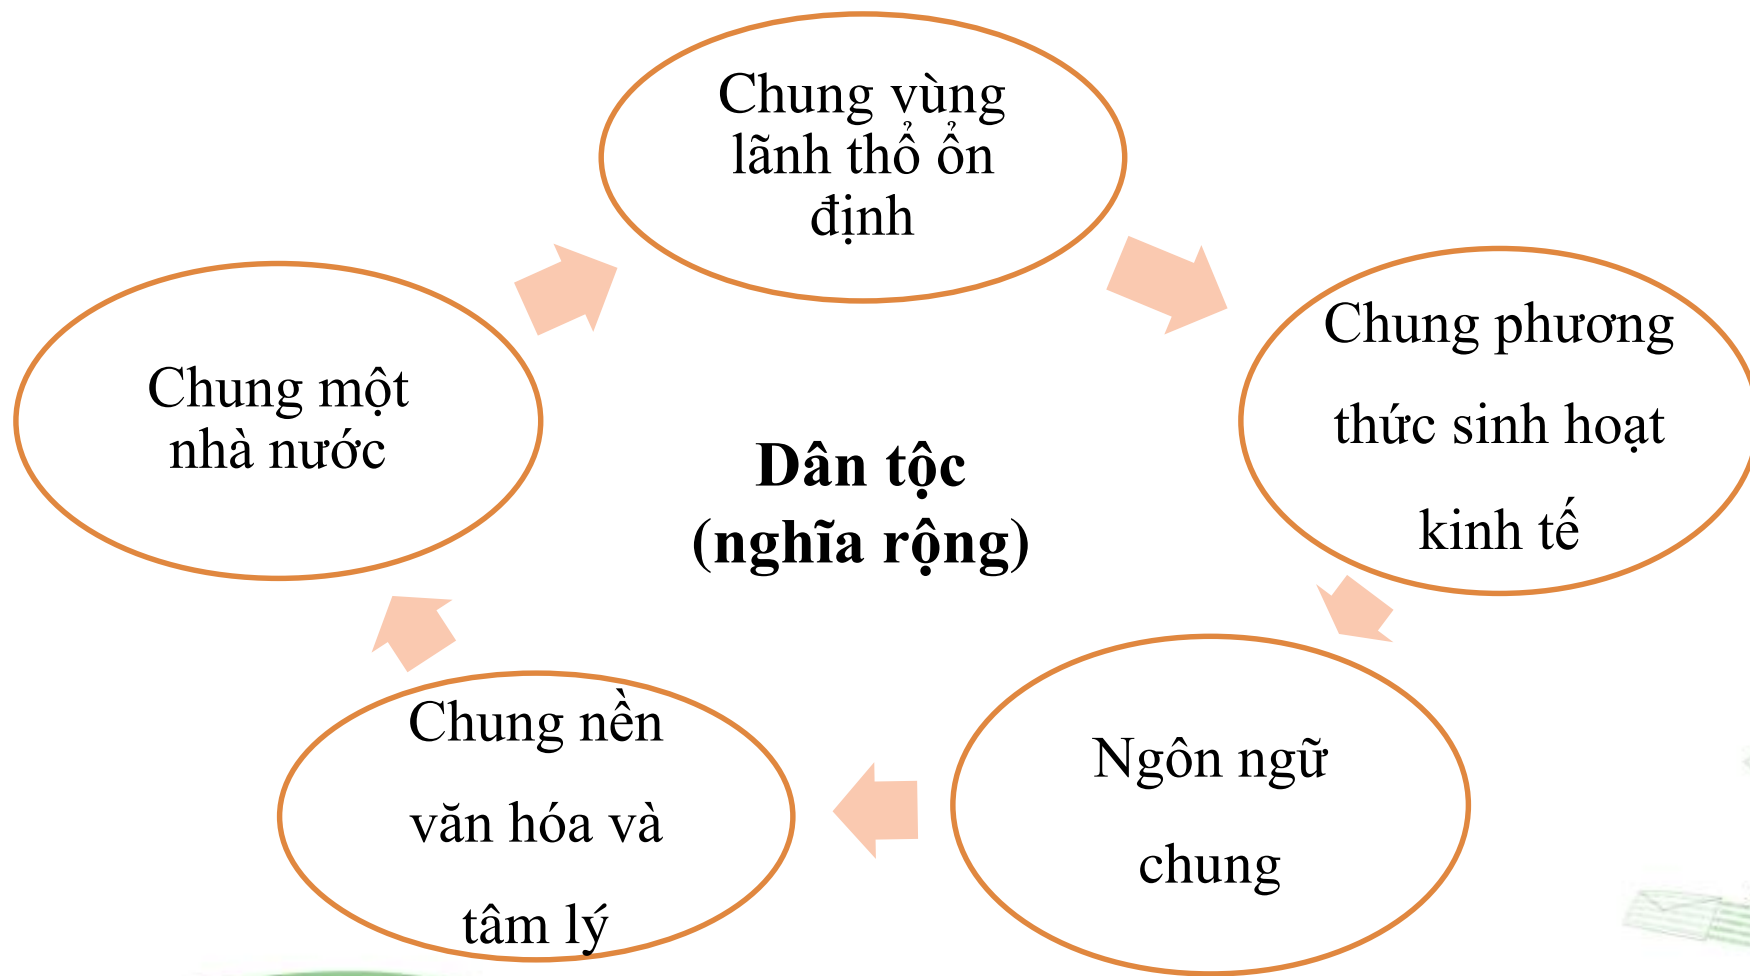 Chung vùng
lãnh thổ ổn
định
Chung phương
thức sinh hoạt
kinh tế
Ngôn ngữ
chung
Chung nền
văn hóa và
tâm lý
Chung một
nhà nước
Dân tộc
(nghĩa rộng)